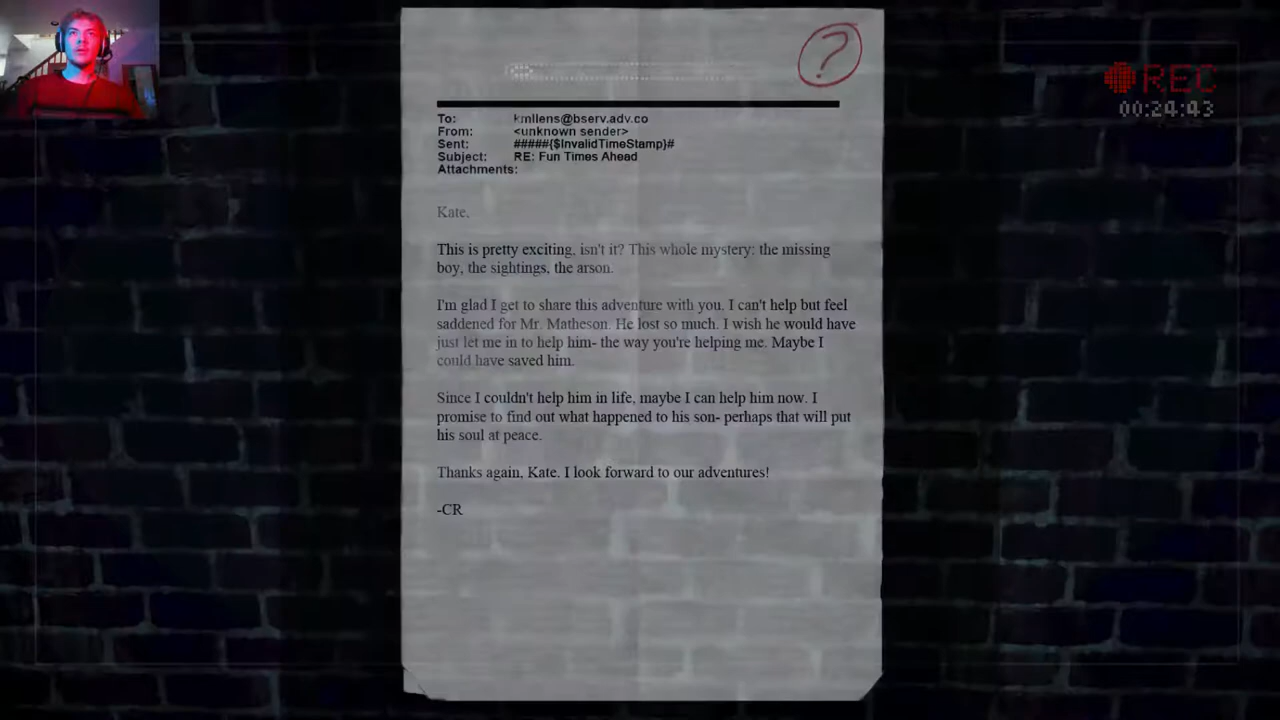 ?
REC
00:24:43
To: kmllens@bserv.adv.co
From: <unknown sender>
Sent: #####{$InvalidTimeStamp}#
Subject: RE: Fun Times Ahead
Attachments:
Kate,
This is pretty exciting, isn't it? This whole mystery: the missing
boy, the sightings, the arson.
I'm glad I get to share this adventure with you. I can't help but feel
saddened for Mr. Matheson. He lost so much. I wish he would have
just let me in to help him- the way you're helping me. Maybe I
could have saved him.
Since I couldn't help him in life, maybe I can help him now. I
promise to find out what happened to his son- perhaps that will put
his soul at peace.
Thanks again, Kate. I look forward to our adventures!
-CR